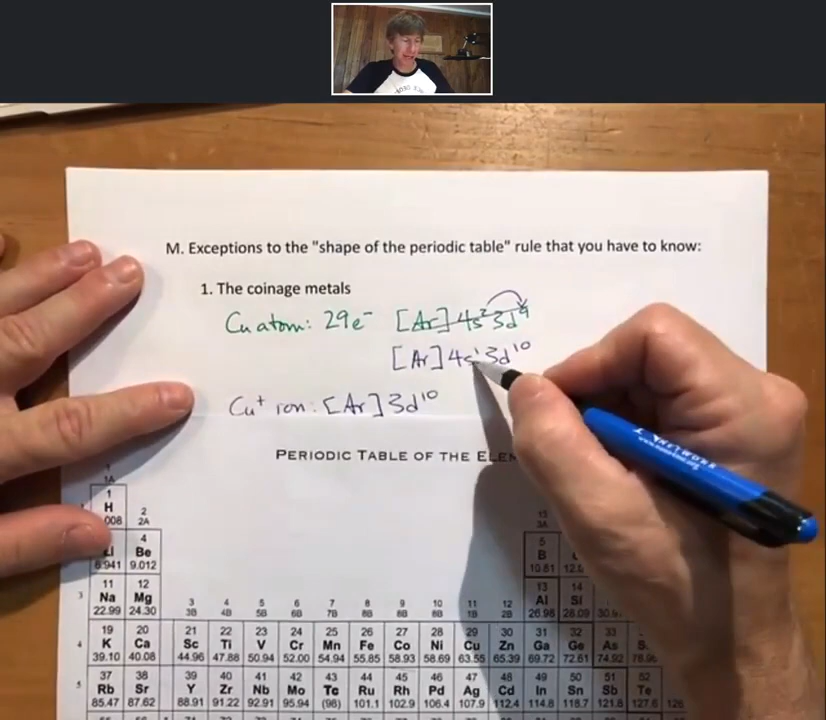 M. Exceptions to the "shape of the periodic table" rule that you have to know:
1. The coinage metals
Cu atom: 29e⁻ [Ar] 4s² 3d⁹
[Ar] 4s¹ 3d¹⁰
Cu⁺ ion: [Ar] 3d¹⁰
PERIODIC TABLE OF THE
1A
1
H
008
2
2A
4
Li Be
6.941 9.012
13
3A
5
B
10.81
3
11 12
Na Mg
22.99 24.30
3 4 5 6 7 8 9 10 11 12
3B 4B 5B 6B 7B 8B 8B 8B 1B 2B
13 14
Al Si
26.98 28.09
4
19 20 21 22 23 24 25 26 27 28 29 30 31 32 33
K Ca Sc Ti V Cr Mn Fe Co Ni Cu Zn Ga Ge As
39.10 40.08 44.96 47.88 50.94 52.00 54.94 55.85 58.93 58.69 63.55 65.39 69.72 72.61 74.92 78.96
5
37 38 39 40 41 42 43 44 45 46 47 48 49 50 51 52
Rb Sr Y Zr Nb Mo Tc Ru Rh Pd Ag Cd In Sn Sb Te
85.47 87.62 88.91 91.22 92.91 95.94 (98) 101.1 102.9 106.4 107.9 112.4 114.8 118.7 121.8 127.6 126